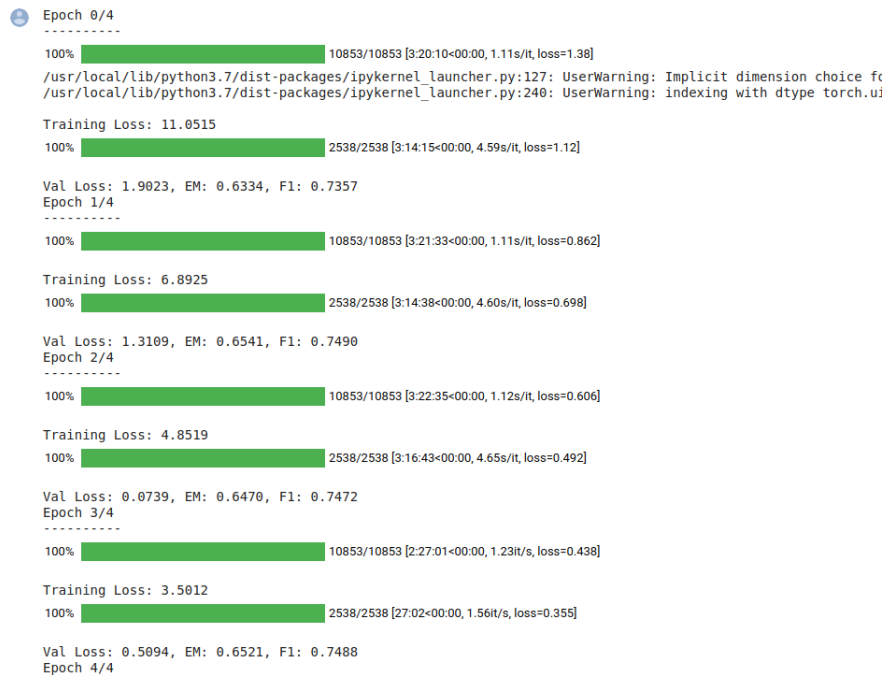 Epoch 0/4
----------
100% 10853/10853 [3:20:10<00:00, 1.11s/it, loss=1.38]
/usr/local/lib/python3.7/dist-packages/ipykernel_launcher.py:127: UserWarning: Implicit dimension choice fo
/usr/local/lib/python3.7/dist-packages/ipykernel_launcher.py:240: UserWarning: indexing with dtype torch.ui
Training Loss: 11.0515
100% 2538/2538 [3:14:15<00:00, 4.59s/it, loss=1.12]
Val Loss: 1.9023, EM: 0.6334, F1: 0.7357
Epoch 1/4
----------
100% 10853/10853 [3:21:33<00:00, 1.11s/it, loss=0.862]
Training Loss: 6.8925
100% 2538/2538 [3:14:38<00:00, 4.60s/it, loss=0.698]
Val Loss: 1.3109, EM: 0.6541, F1: 0.7490
Epoch 2/4
----------
100% 10853/10853 [3:22:35<00:00, 1.12s/it, loss=0.606]
Training Loss: 4.8519
100% 2538/2538 [3:16:43<00:00, 4.65s/it, loss=0.492]
Val Loss: 0.0739, EM: 0.6470, F1: 0.7472
Epoch 3/4
----------
100% 10853/10853 [2:27:01<00:00, 1.23it/s, loss=0.438]
Training Loss: 3.5012
100% 2538/2538 [27:02<00:00, 1.56it/s, loss=0.355]
Val Loss: 0.5094, EM: 0.6521, F1: 0.7488
Epoch 4/4